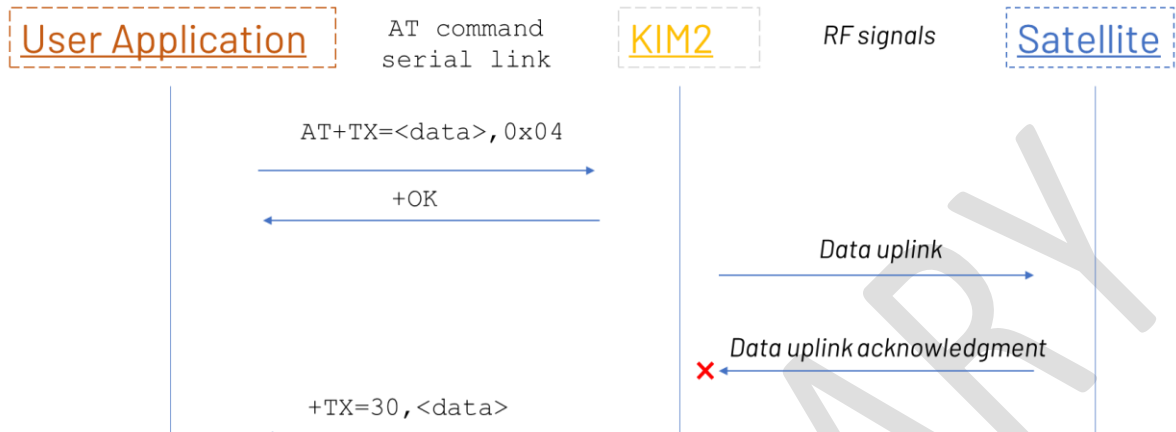 User Application
AT command
serial link
KIM2
RF signals
Satellite
AT+TX=<data>,0x04
+OK
Data uplink
Data uplink acknowledgment
+TX=30,<data>
ARY